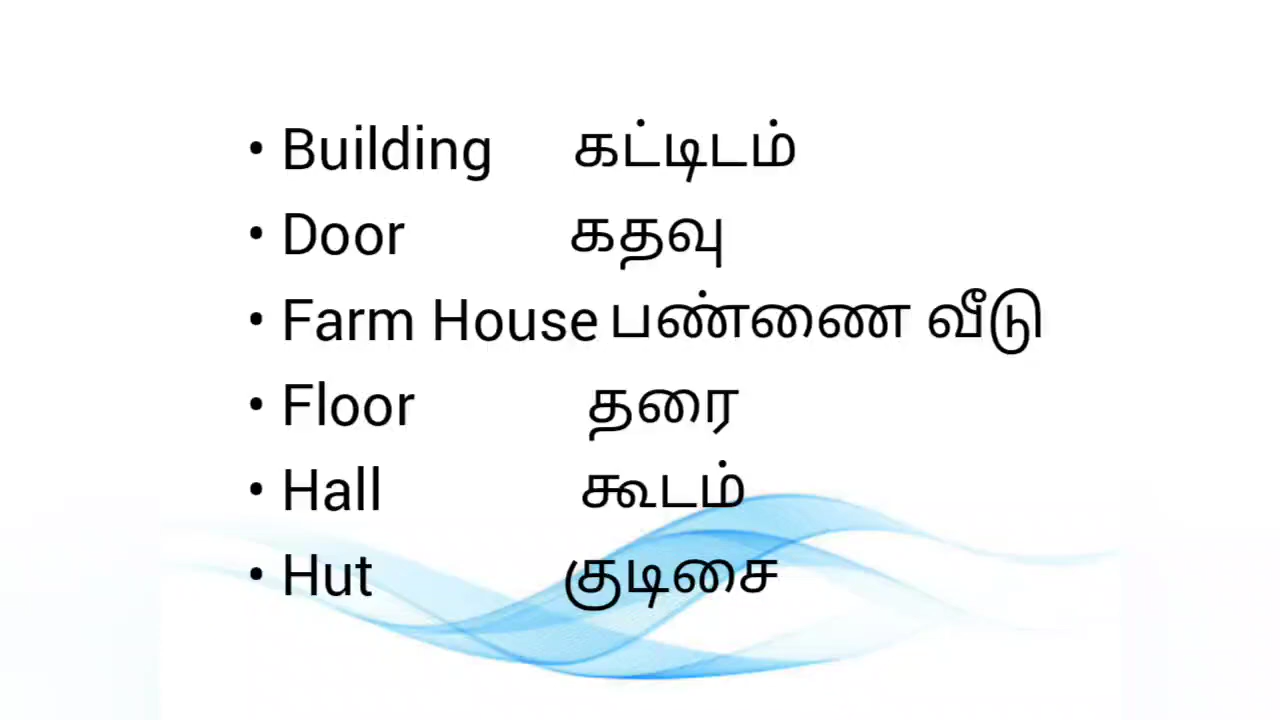 • Building கட்டிடம்
• Door கதவு
• Farm House பண்ணை வீடு
• Floor தரை
• Hall கூடம்
• Hut குடிசை